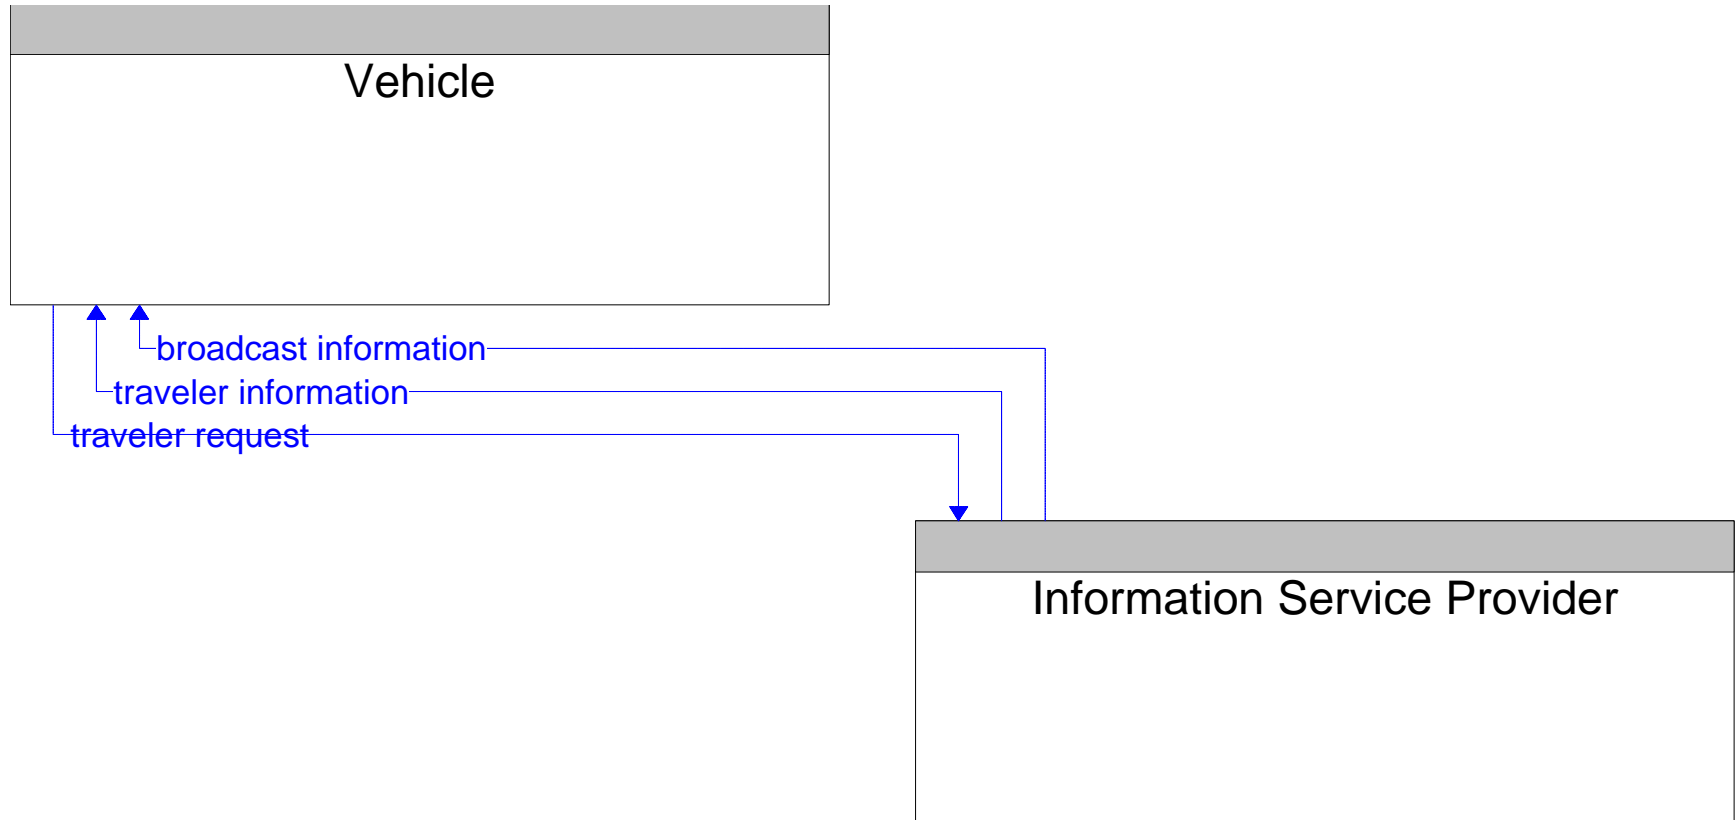 Vehicle
broadcast information
traveler information
traveler request
Information Service Provider